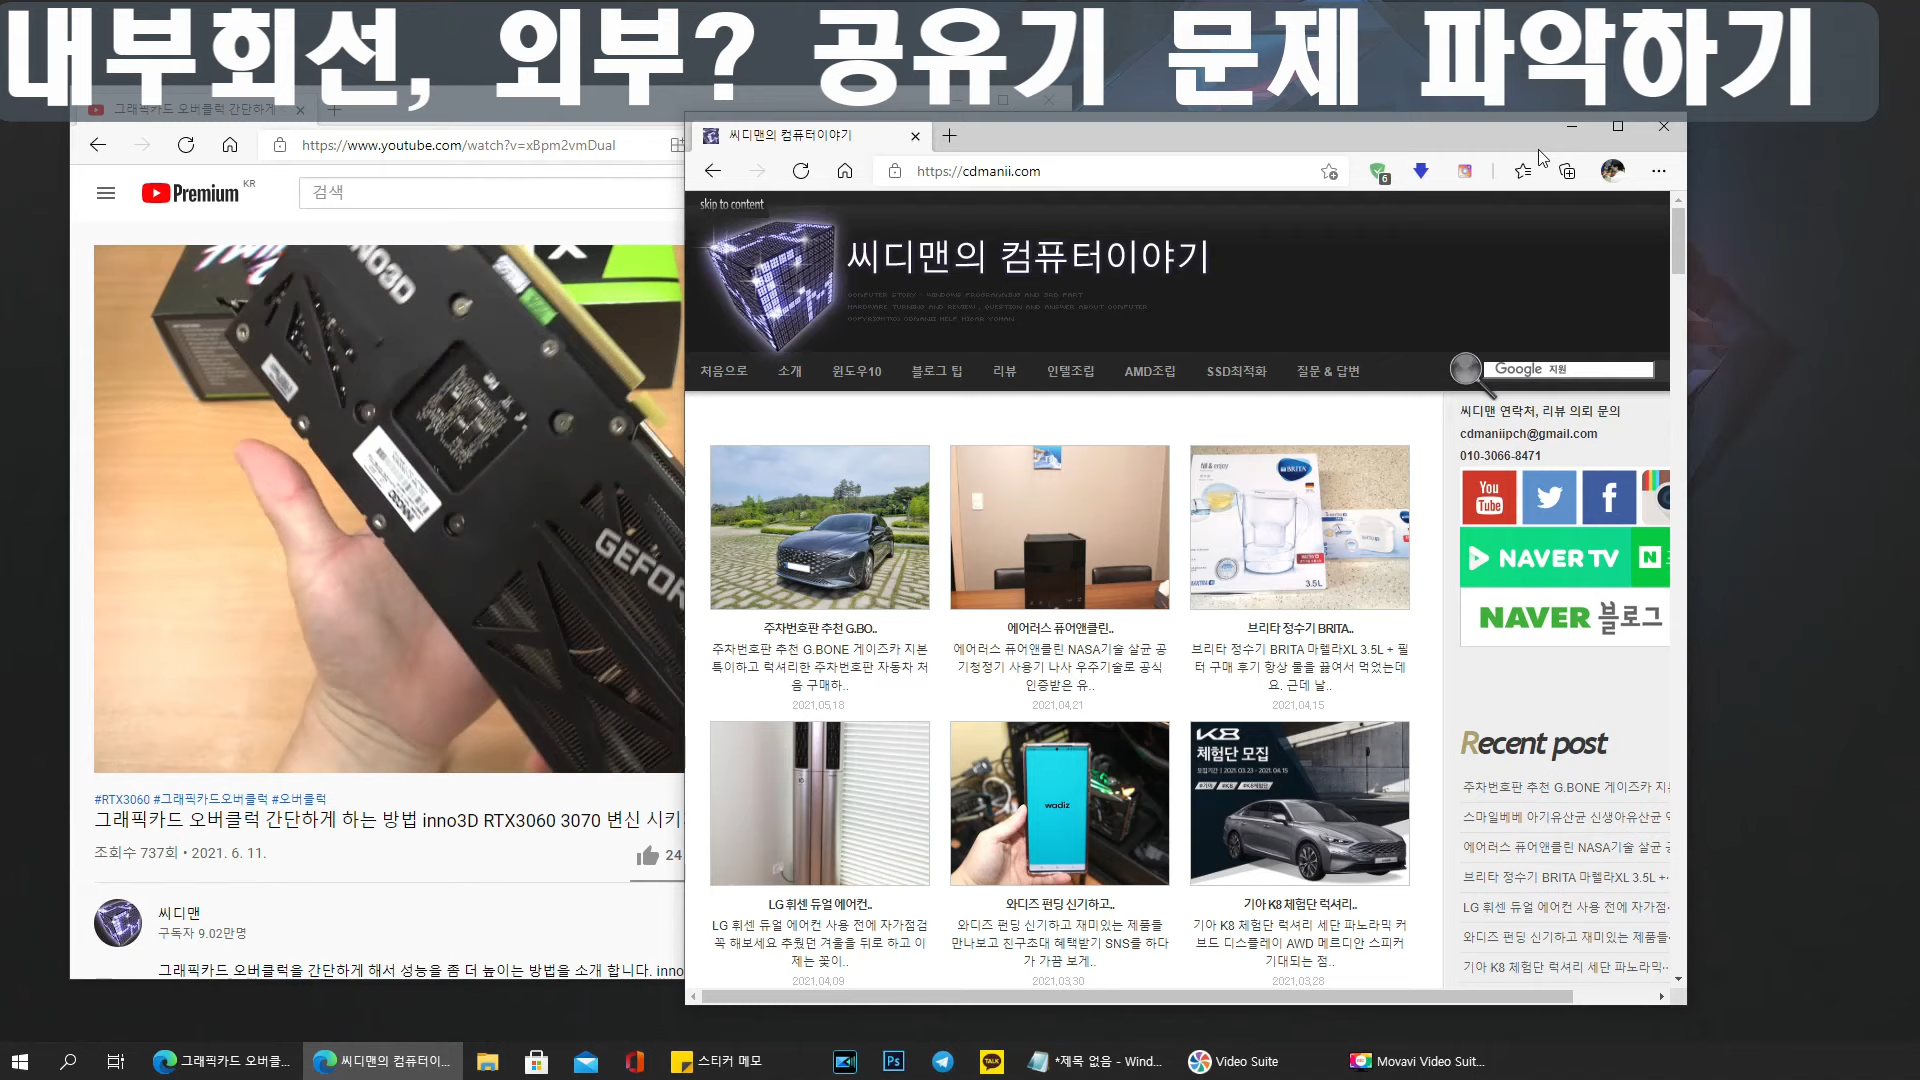 내부회선, 외부? 공유기 문제 파악하기
그래픽카드 오버클럭 간단하게
https://www.youtube.com/watch?v=xBpm2vmDuaI
Premium KR
검색
INNO3D
GEFOR
#RTX3060 #그래픽카드오버클럭 #오버클럭
그래픽카드 오버클럭 간단하게 하는 방법 inno3D RTX3060 3070 변신 시키
조회수 737회 • 2021. 6. 11.
24
씨디맨
구독자 9.02만명
그래픽카드 오버클럭을 간단하게 해서 성능을 좀 더 높이는 방법을 소개 합니다. inno
씨디맨의 컴퓨터이야기
https://cdmanii.com
6
skip to content
씨디맨의 컴퓨터이야기
처음으로 소개 윈도우10 블로그 팁 리뷰 인텔조립 AMD조립 SSD최적화 질문 & 답변
Google 지원
BRITA
3.5L
주차번호판 추천 G.BO..
주차번호판 추천 G.BONE 게이즈카 지본
특이하고 럭셔리한 주차번호판 자동차 처
음 구매하..
2021.05.18
에어러스 퓨어앤클린..
에어러스 퓨어앤클린 NASA기술 살균 공
기청정기 사용기 나사 우주기술로 공식
인증받은 유..
2021.04.21
브리타 정수기 BRITA..
브리타 정수기 BRITA 마렐라XL 3.5L + 필
터 구매 후기 항상 물을 끓여서 먹었는데
요. 근데 날..
2021.04.15
wadiz
K8
체험단 모집
모집기간 | 2021.03.23 - 2021.04.15
LG 휘센 듀얼 에어컨..
LG 휘센 듀얼 에어컨 사용 전에 자가점검
꼭 해보세요 추웠던 겨울을 뒤로 하고 이
제는 꽃이..
2021.04.09
와디즈 펀딩 신기하고..
와디즈 펀딩 신기하고 재미있는 제품들
만나보고 친구초대 혜택받기 SNS를 하다
가 가끔 보게..
2021.03.30
기아 K8 체험단 럭셔리..
기아 K8 체험단 럭셔리 세단 파노라믹 커
브드 디스플레이 AWD 메르디안 스피커
기대되는 점..
2021.03.28
씨디맨 연락처, 리뷰 의뢰 문의
cdmaniipch@gmail.com
010-3066-8471
You Tube
NAVER TV N
NAVER 블로그
Recent post
주차번호판 추천 G.BONE 게이즈카 지
스마일베베 아기유산균 신생아유산균
에어러스 퓨어앤클린 NASA기술 살균
브리타 정수기 BRITA 마렐라XL 3.5L +
LG 휘센 듀얼 에어컨 사용 전에 자가점
와디즈 펀딩 신기하고 재미있는 제품들
기아 K8 체험단 럭셔리 세단 파노라믹
그래픽카드 오버클... 씨디맨의 컴퓨터이... 스티커 메모 Ps TALK *제목 없음 - Wind... Video Suite Movavi Video Suit...